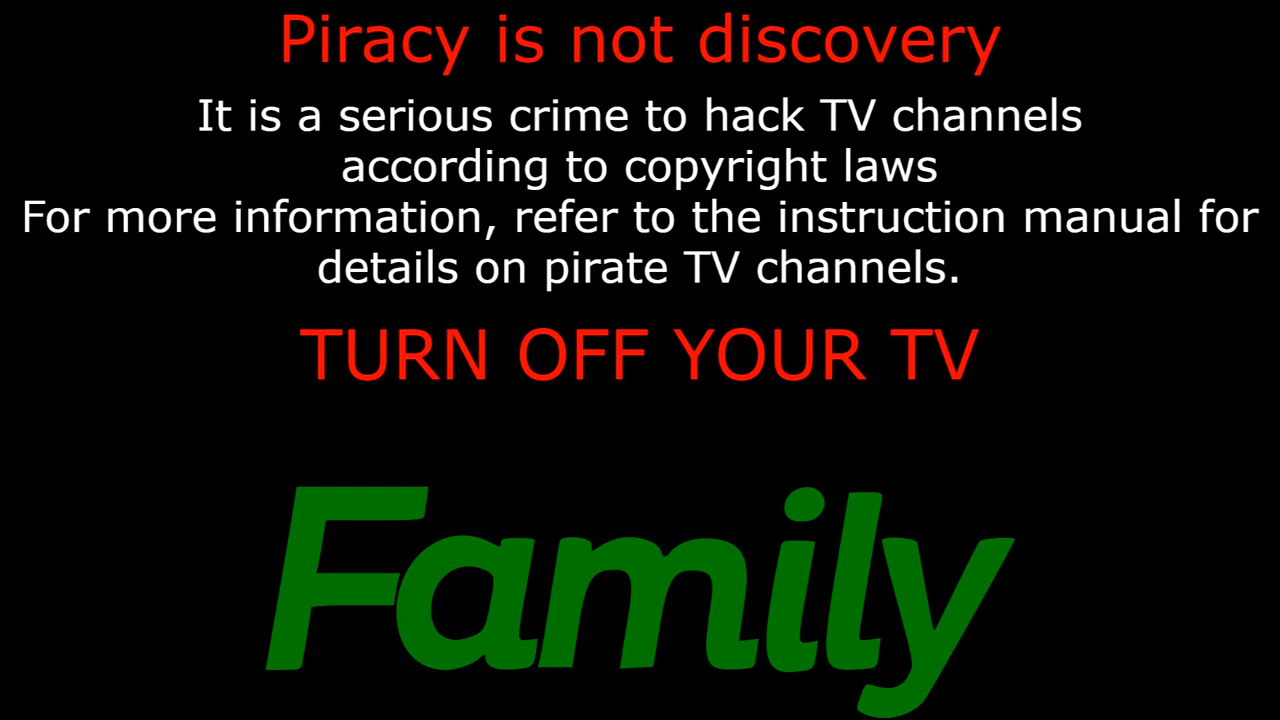 Piracy is not discovery
It is a serious crime to hack TV channels
according to copyright laws
For more information, refer to the instruction manual for
details on pirate TV channels.
TURN OFF YOUR TV
Family